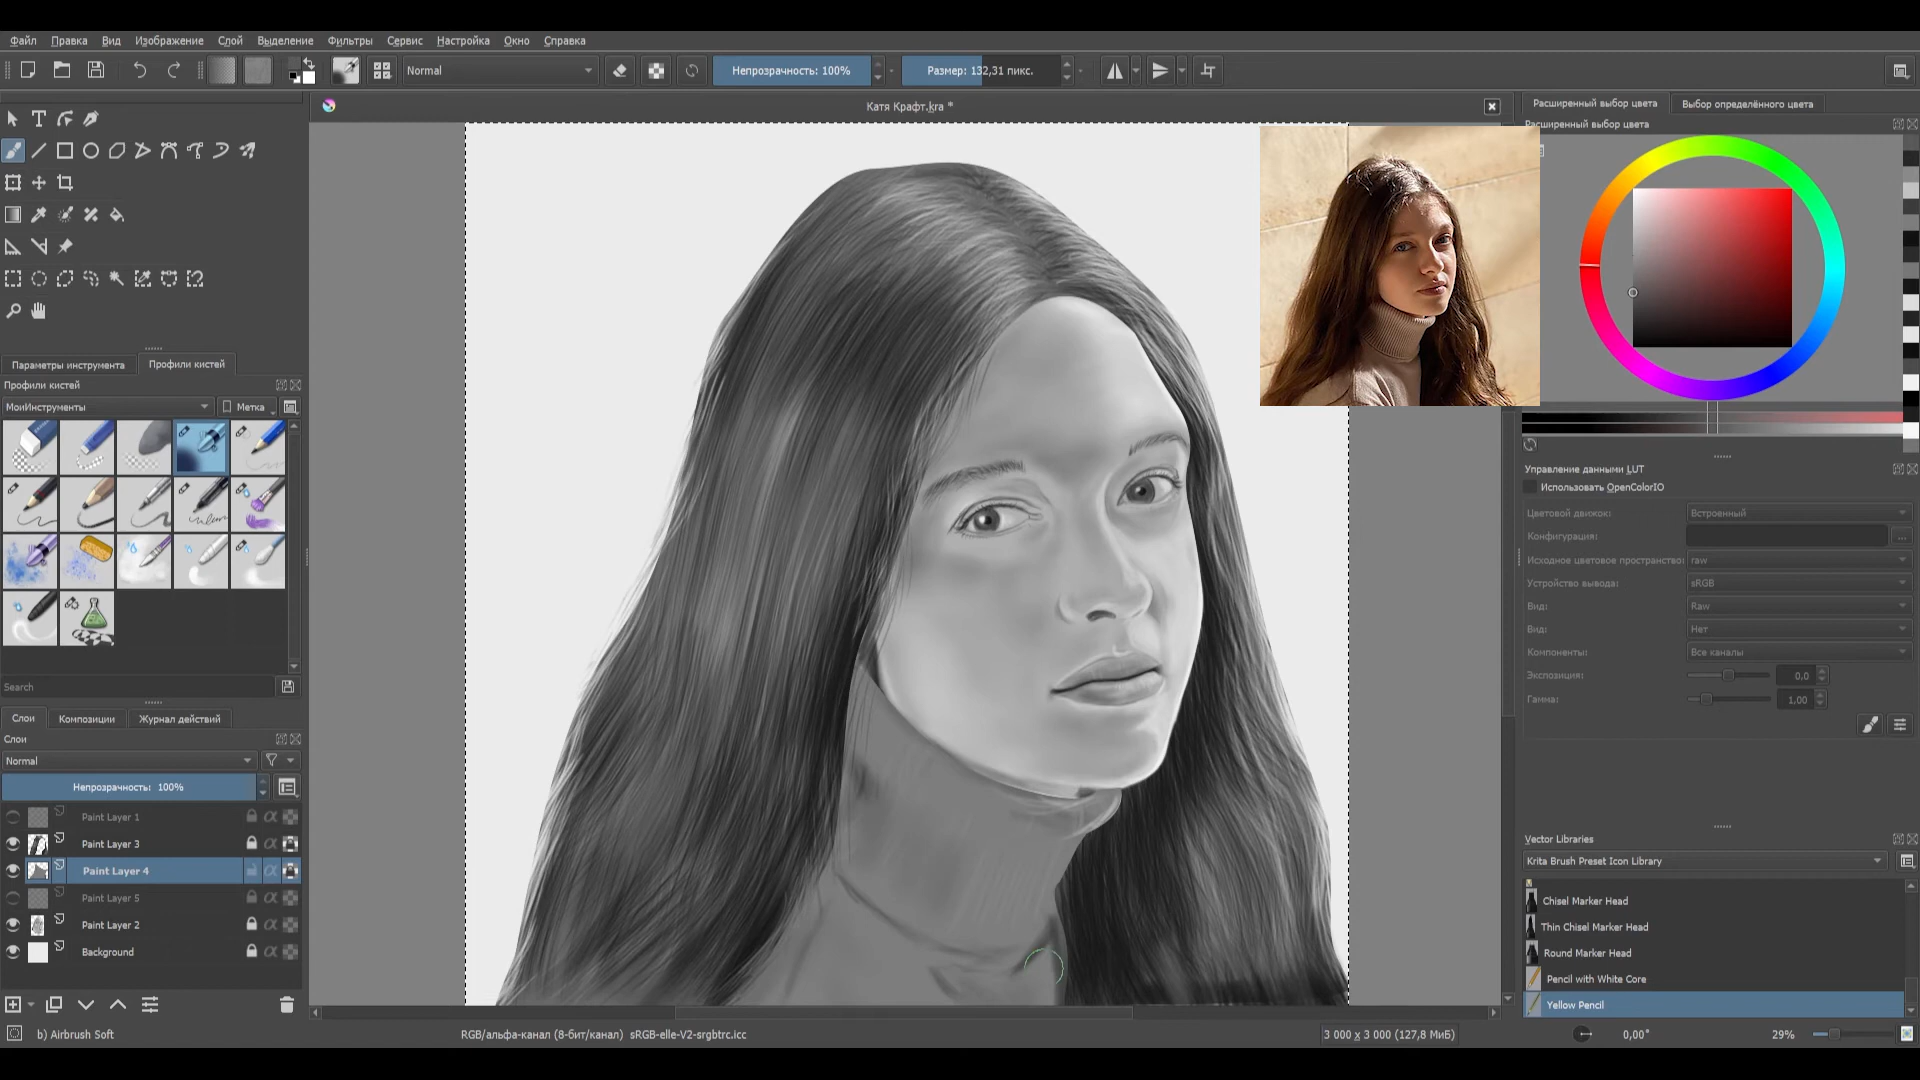 Файл Правка Вид Изображение Слой Выделение Фильтры Сервис Настройка Окно Справка
Normal
Непрозрачность: 100%
Размер: 132,31 пикс.
Катя Крафт.kra *
Расширенный выбор цвета
Выбор определённого цвета
Расширенный выбор цвета
Параметры инструмента
Профили кистей
Профили кистей
МоиИнструменты
Метка
Search
Слои
Композиции
Журнал действий
Слои
Normal
Непрозрачность: 100%
Paint Layer 1
Paint Layer 3
Paint Layer 4
Paint Layer 5
Paint Layer 2
Background
b) Airbrush Soft
RGB/альфа-канал (8-бит/канал) sRGB-elle-V2-srgbtrc.icc
3 000 x 3 000 (127,8 МиБ)
0,00°
29%
Управление данными LUT
Использовать OpenColorIO
Цветовой движок:
Встроенный
Конфигурация:
...
Исходное цветовое пространство:
raw
Устройство вывода:
sRGB
Вид:
Raw
Вид:
Нет
Компоненты:
Все каналы
Экспозиция:
0.0
Гамма:
1.00
Vector Libraries
Krita Brush Preset Icon Library
Chisel Marker Head
Thin Chisel Marker Head
Round Marker Head
Pencil with White Core
Yellow Pencil